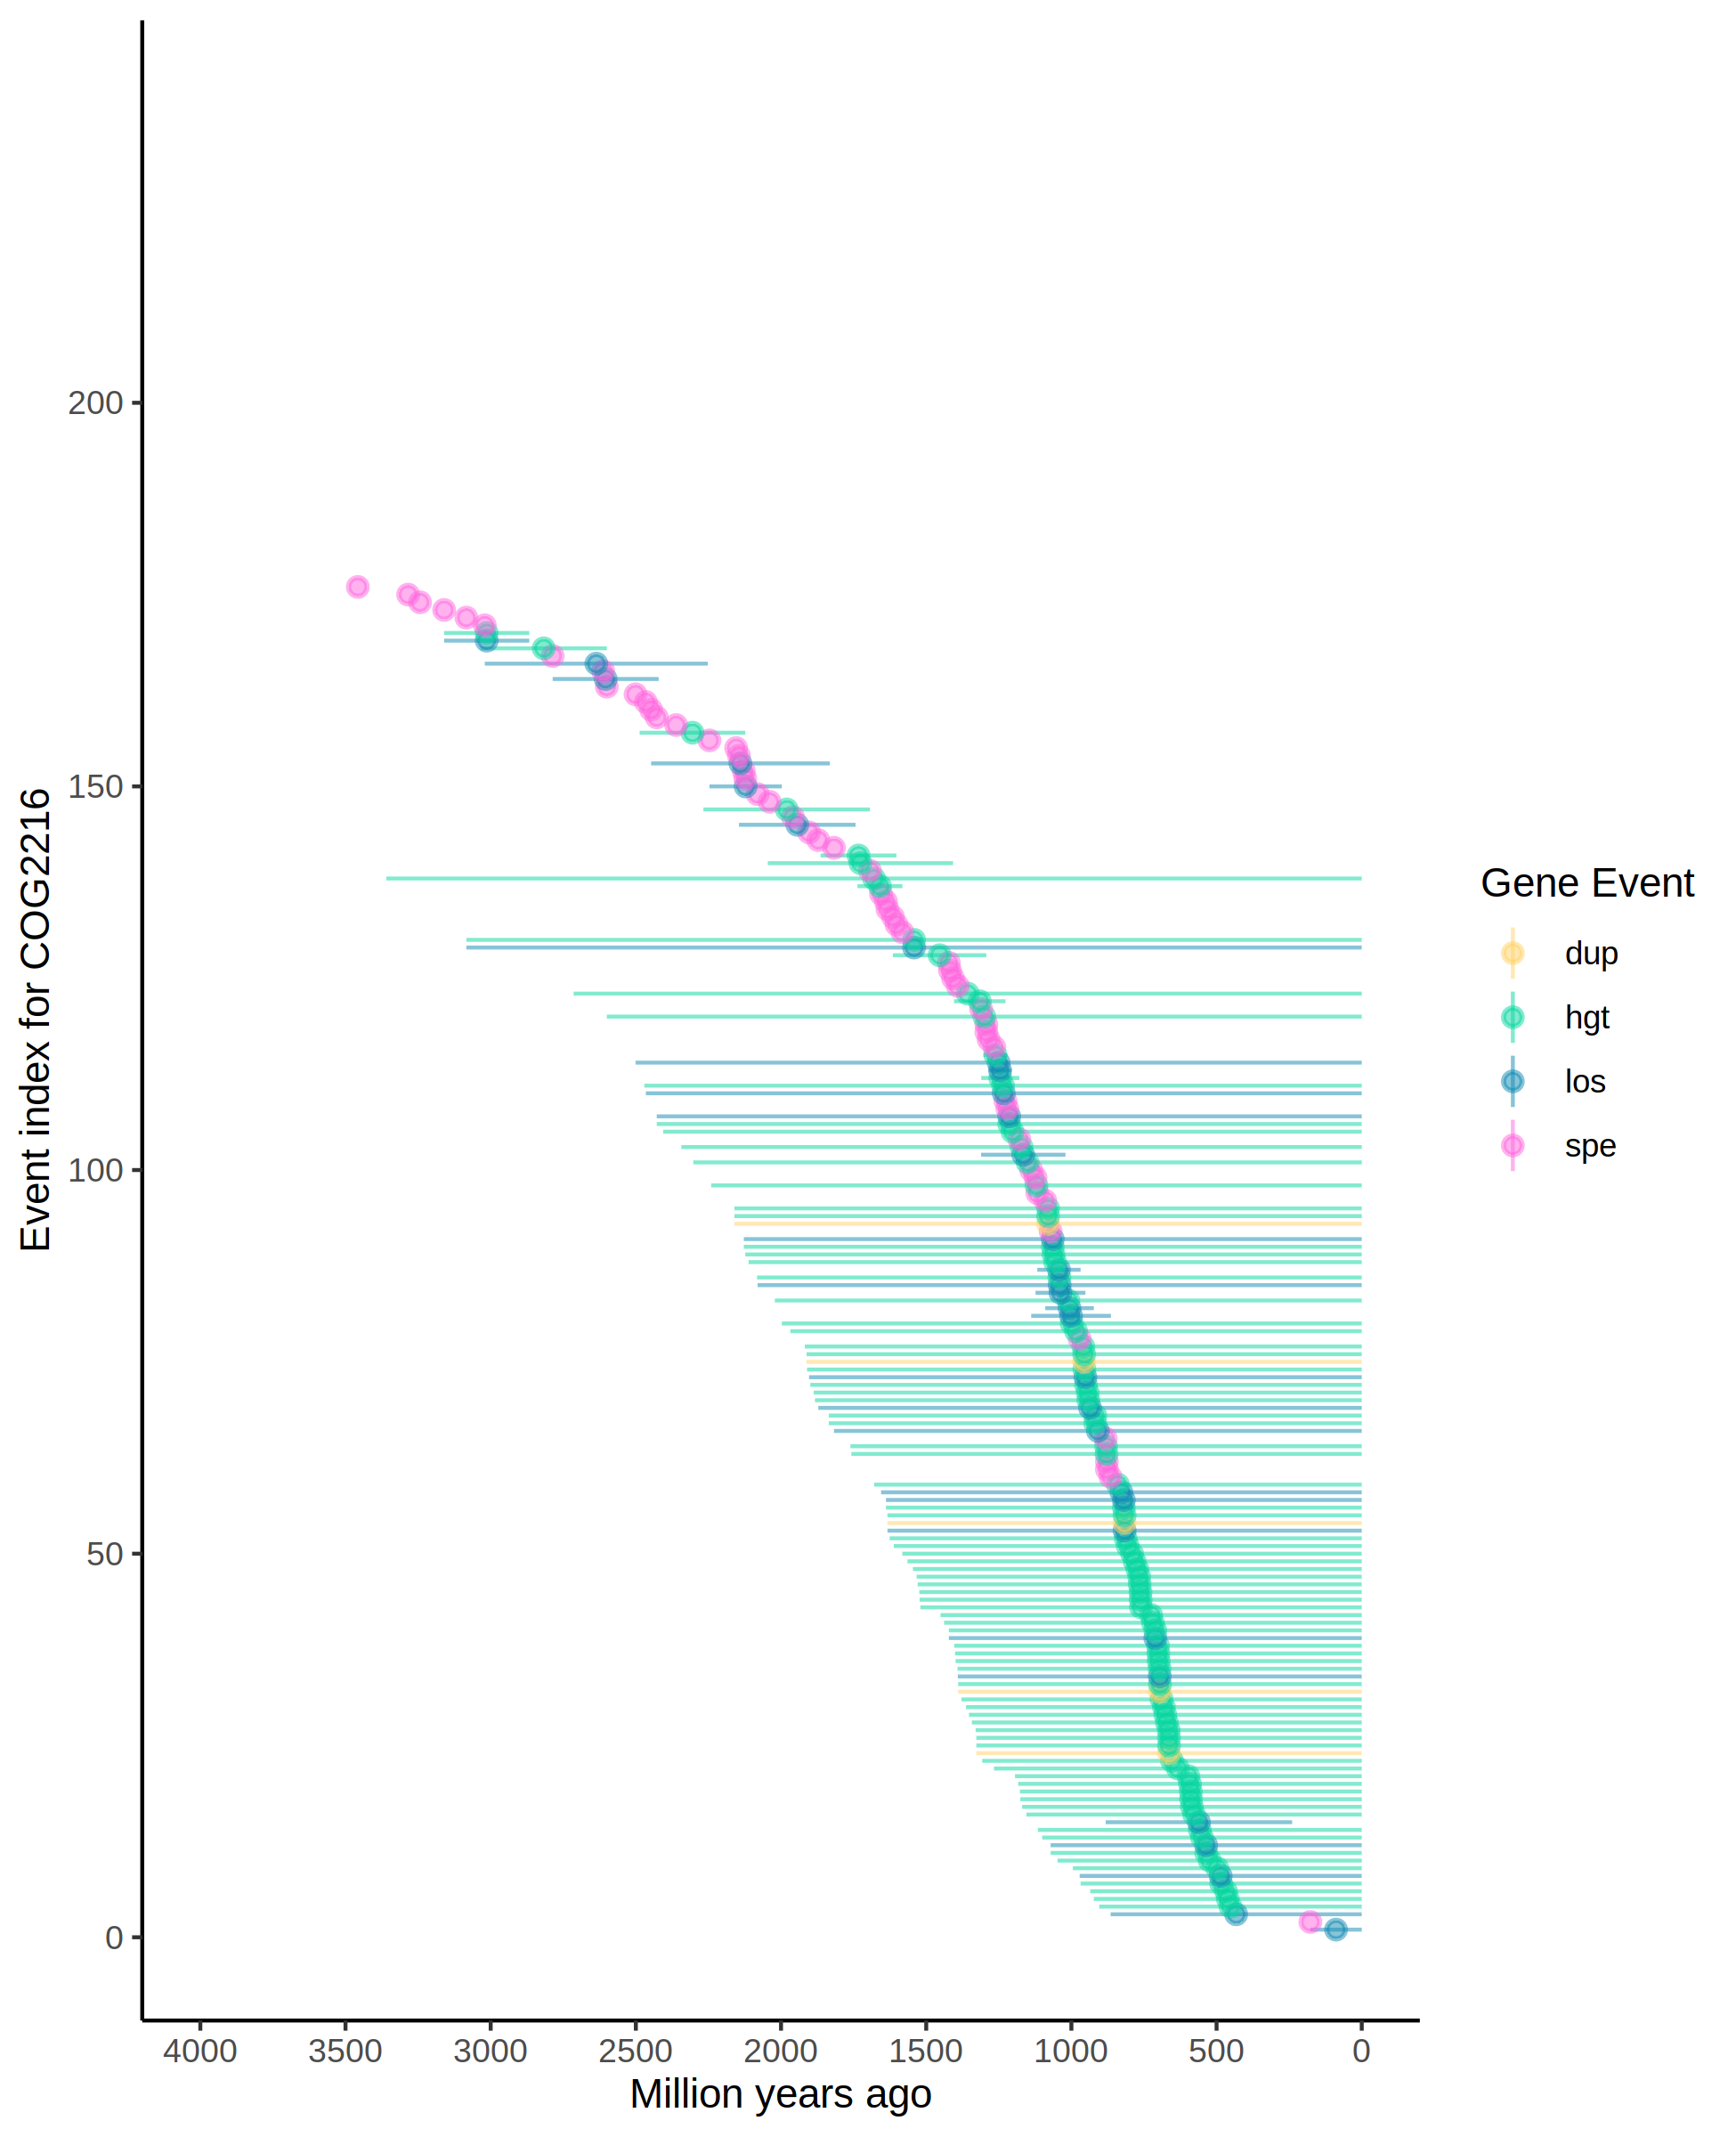 Event index for COG2216
200
150
100
50
0
4000 3500 3000 2500 2000 1500 1000 500 0
Million years ago
Gene Event
dup
hgt
los
spe